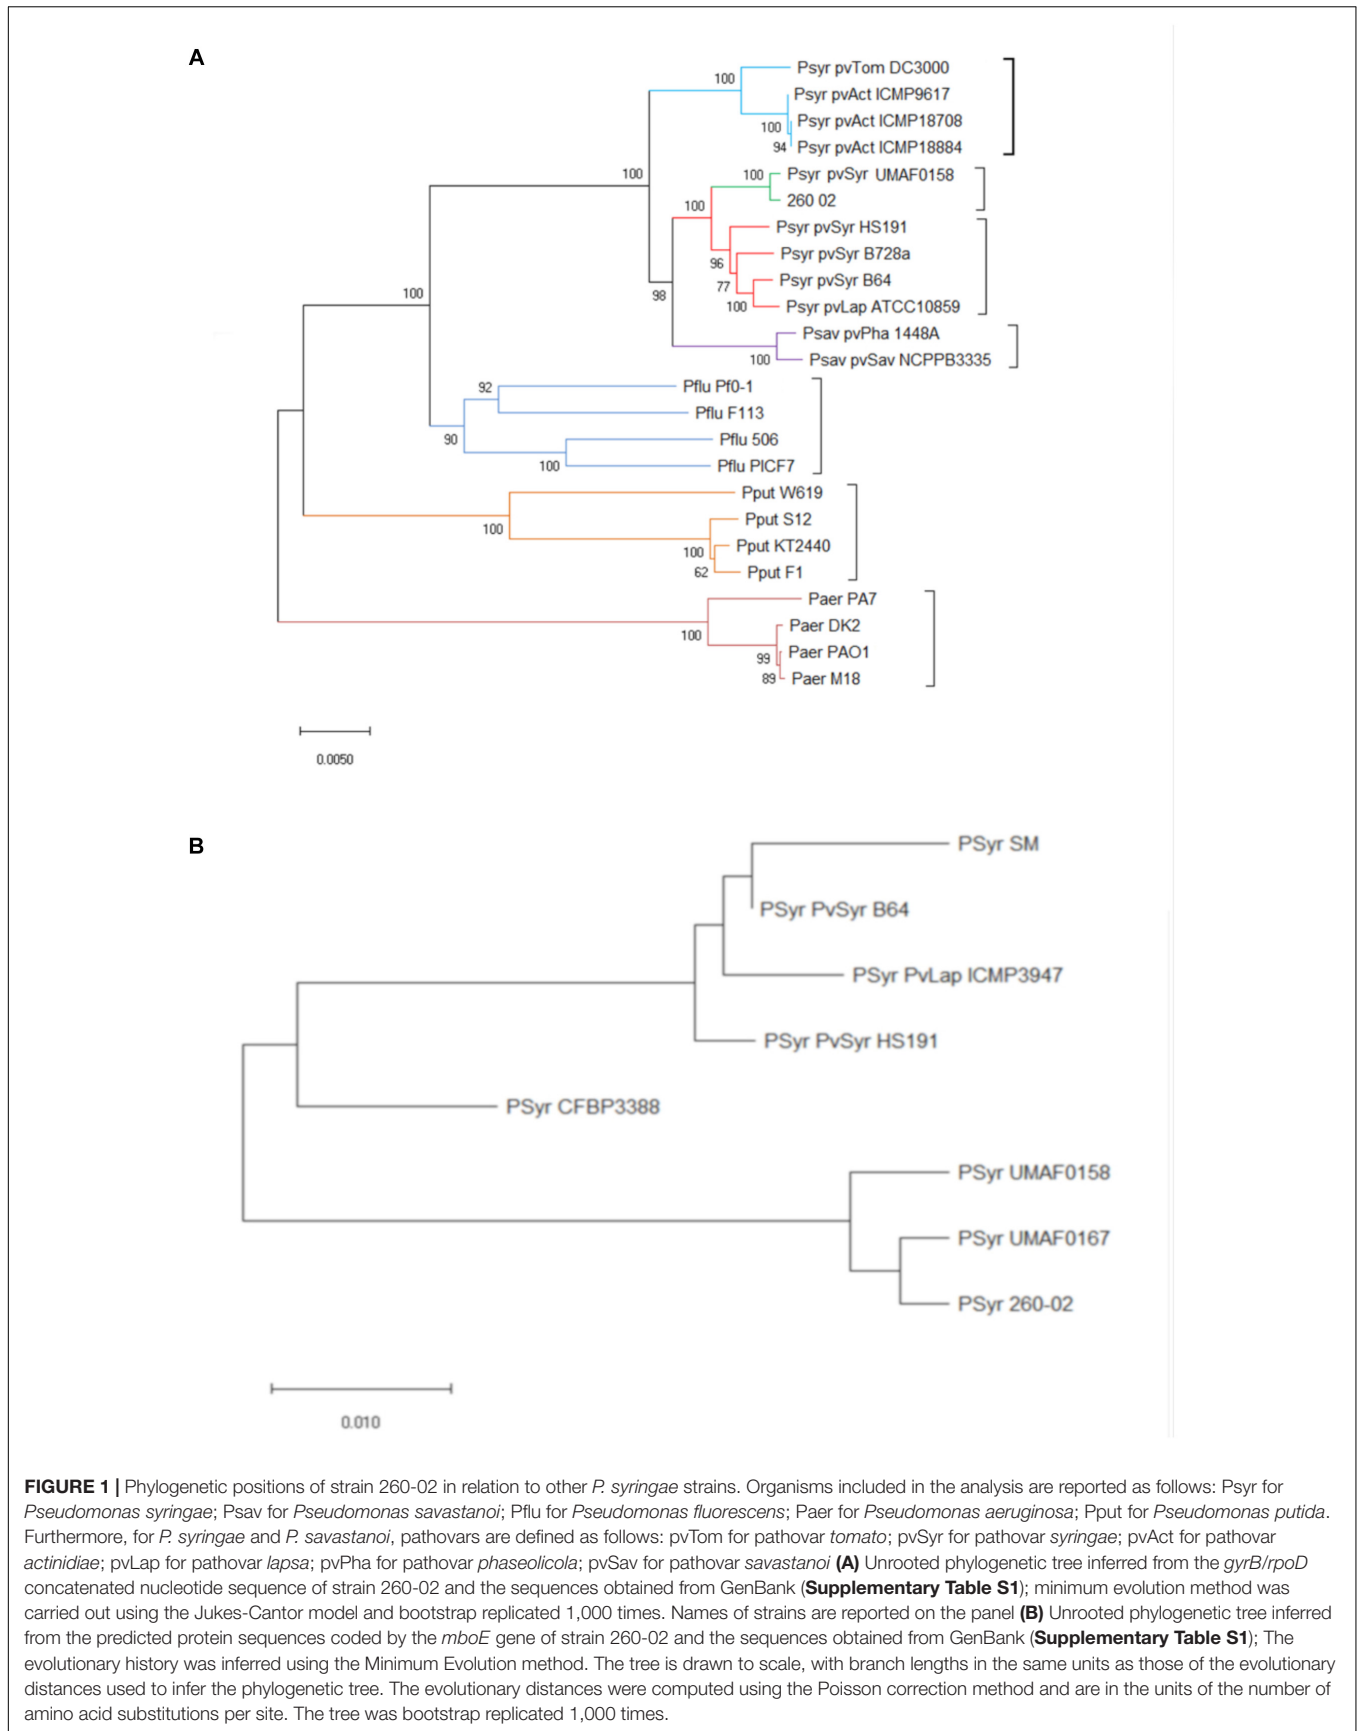 A
Psyr pvTom DC3000
100
Psyr pvAct ICMP9617
Psyr pvAct ICMP18708
100
Psyr pvAct ICMP18884
94
100
Psyr pvSyr UMAF0158
100
260 02
100
Psyr pvSyr HS191
Psyr pvSyr B728a
96
Psyr pvSyr B64
77
98
Psyr pvLap ATCC10859
100
100
Psav pvPha 1448A
Psav pvSav NCPPB3335
100
Pflu Pf0-1
92
Pflu F113
Pflu 506
90
Pflu PICF7
100
Pput W619
Pput S12
100
Pput KT2440
100
Pput F1
62
Paer PA7
Paer DK2
100
Paer PAO1
99
Paer M18
89
0.0050
B
PSyr SM
PSyr PvSyr B64
PSyr PvLap ICMP3947
PSyr PvSyr HS191
PSyr CFBP3388
PSyr UMAF0158
PSyr UMAF0167
PSyr 260-02
0.010
FIGURE 1 | Phylogenetic positions of strain 260-02 in relation to other P. syringae strains. Organisms included in the analysis are reported as follows: Psyr for
Pseudomonas syringae; Psav for Pseudomonas savastanoi; Pflu for Pseudomonas fluorescens; Paer for Pseudomonas aeruginosa; Pput for Pseudomonas putida.
Furthermore, for P. syringae and P. savastanoi, pathovars are defined as follows: pvTom for pathovar tomato; pvSyr for pathovar syringae; pvAct for pathovar
actinidiae; pvLap for pathovar lapsa; pvPha for pathovar phaseolicola; pvSav for pathovar savastanoi (A) Unrooted phylogenetic tree inferred from the gyrB/rpoD
concatenated nucleotide sequence of strain 260-02 and the sequences obtained from GenBank (Supplementary Table S1); minimum evolution method was
carried out using the Jukes-Cantor model and bootstrap replicated 1,000 times. Names of strains are reported on the panel (B) Unrooted phylogenetic tree inferred
from the predicted protein sequences coded by the mboE gene of strain 260-02 and the sequences obtained from GenBank (Supplementary Table S1); The
evolutionary history was inferred using the Minimum Evolution method. The tree is drawn to scale, with branch lengths in the same units as those of the evolutionary
distances used to infer the phylogenetic tree. The evolutionary distances were computed using the Poisson correction method and are in the units of the number of
amino acid substitutions per site. The tree was bootstrap replicated 1,000 times.